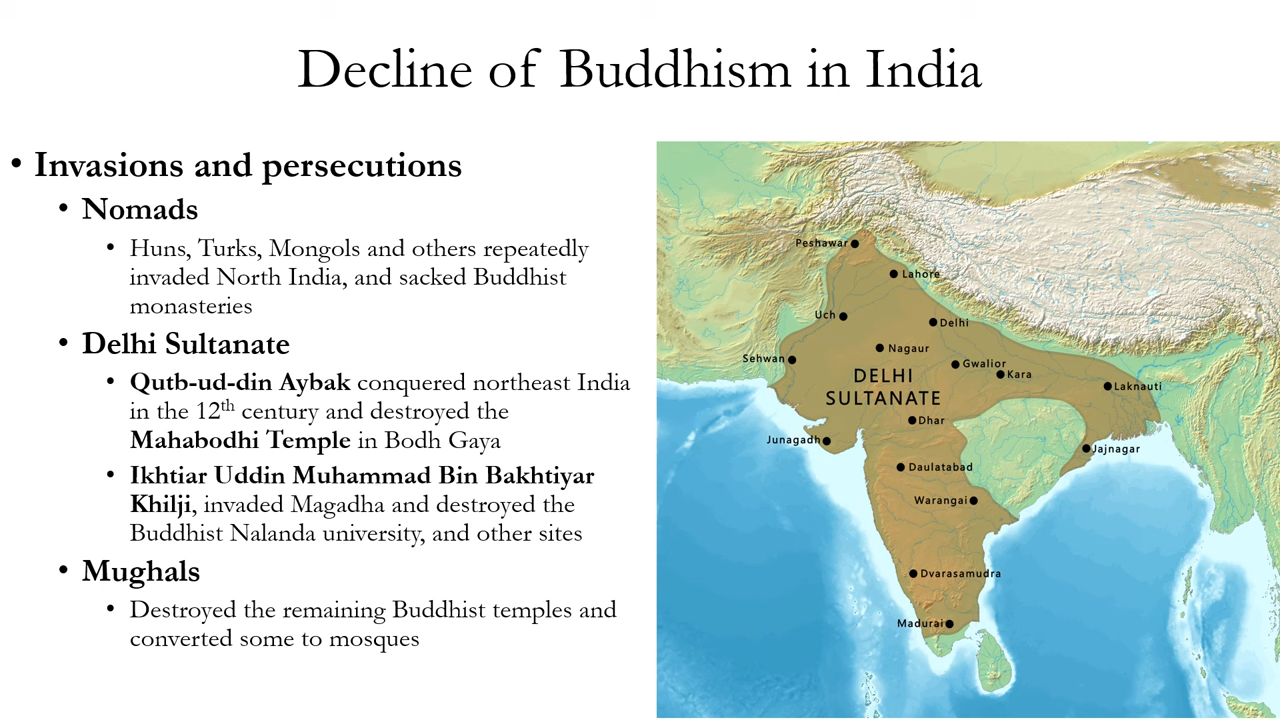 Decline of Buddhism in India
• Invasions and persecutions
• Nomads
• Huns, Turks, Mongols and others repeatedly
invaded North India, and sacked Buddhist
monasteries
• Delhi Sultanate
• Qutb-ud-din Aybak conquered northeast India
in the 12th century and destroyed the
Mahabodhi Temple in Bodh Gaya
• Ikhtiar Uddin Muhammad Bin Bakhtiyar
Khilji, invaded Magadha and destroyed the
Buddhist Nalanda university, and other sites
• Mughals
• Destroyed the remaining Buddhist temples and
converted some to mosques
Peshawar
Lahore
Uch
Delhi
Nagaur
Sehwan
Gwalior
Kara
DELHI
SULTANATE
Laknauti
Dhar
Junagadh
Jajnagar
Daulatabad
Warangai
Dvarasamudra
Madurai